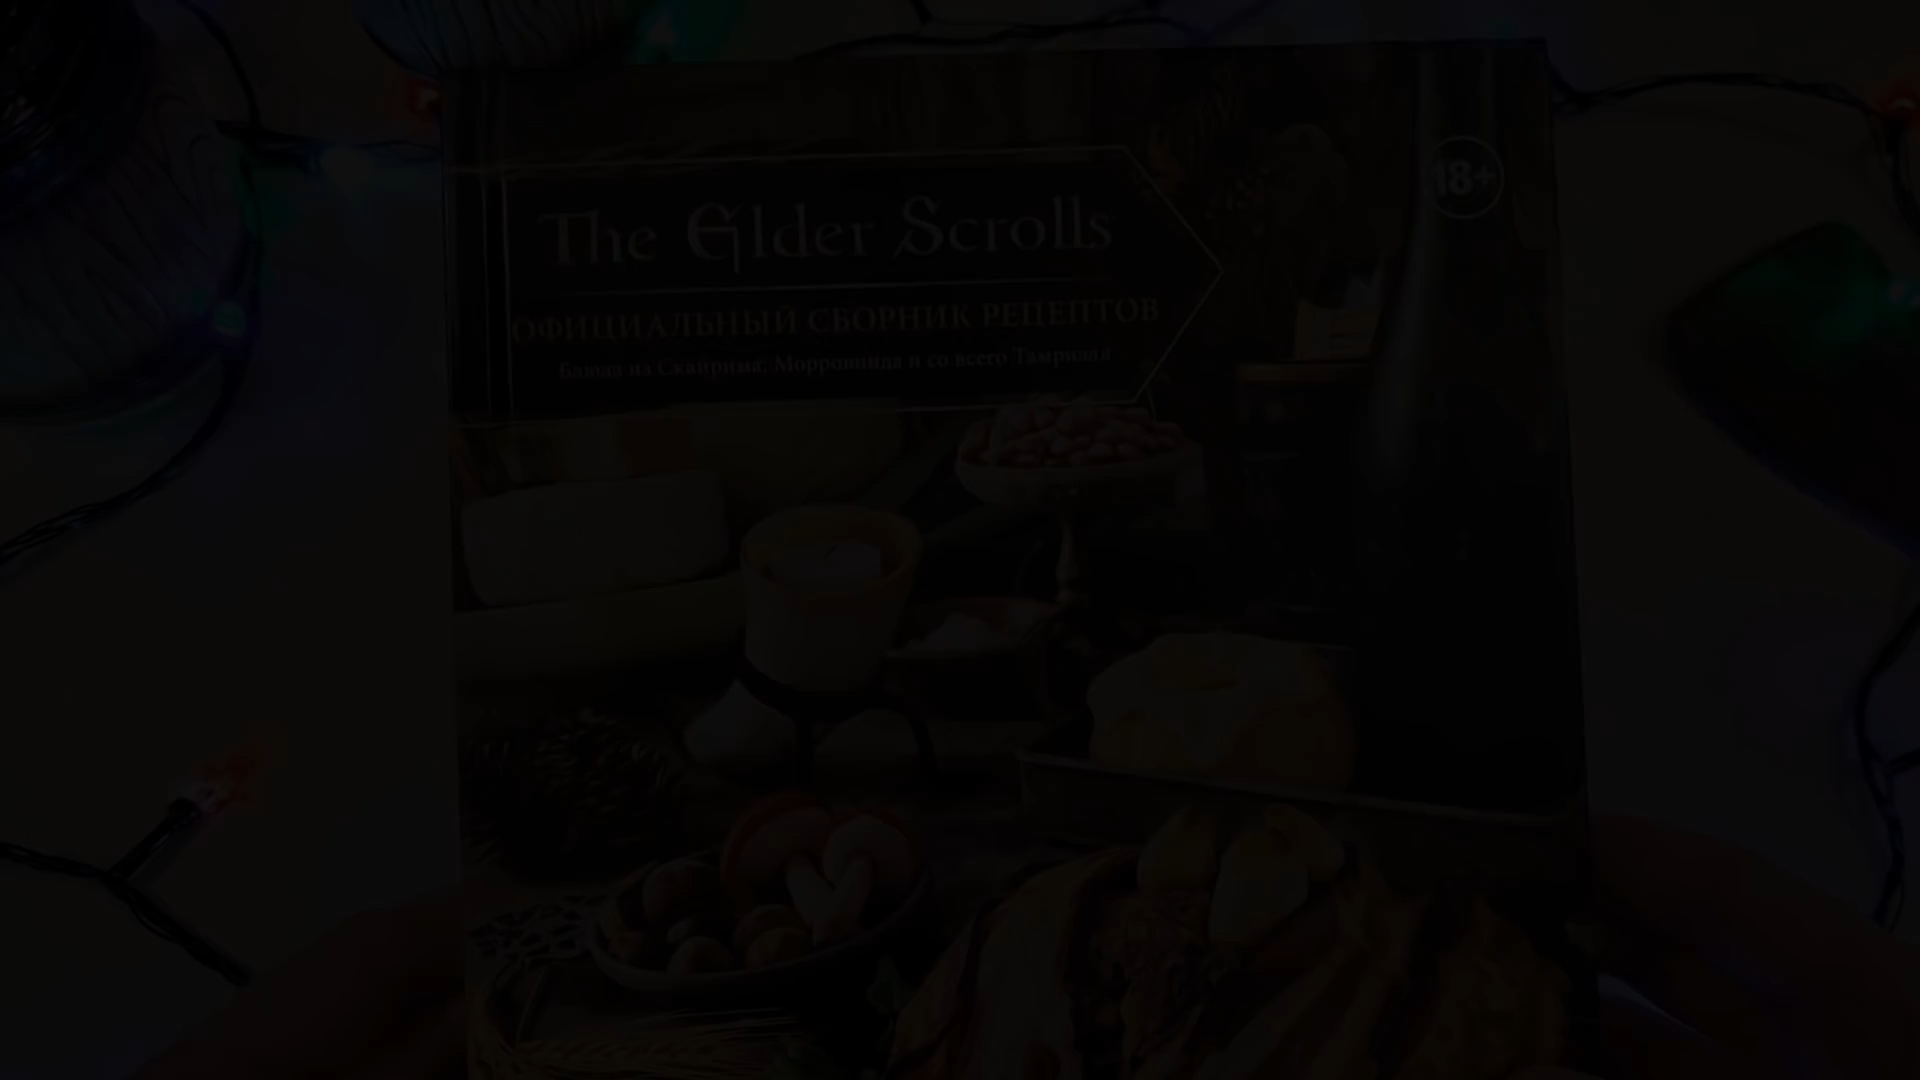 18+
The Elder Scrolls
ОФИЦИАЛЬНЫЙ СБОРНИК РЕЦЕПТОВ
Блюда из Скайрима, Морровинда и со всего Тамриэля